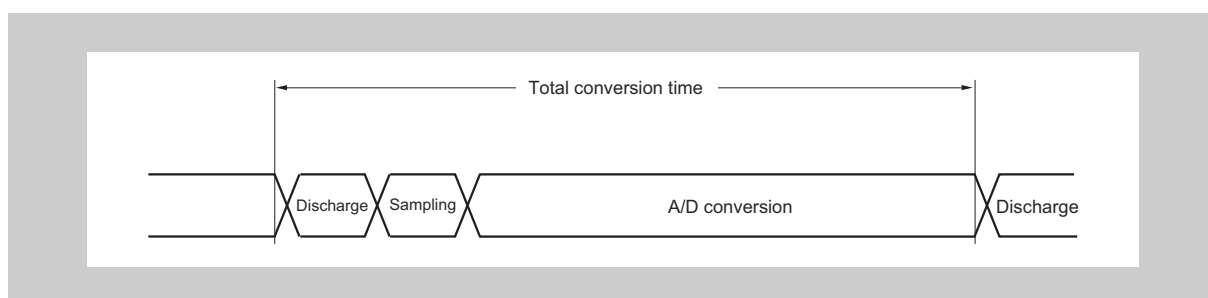 Total conversion time
Discharge
Sampling
A/D conversion
Discharge